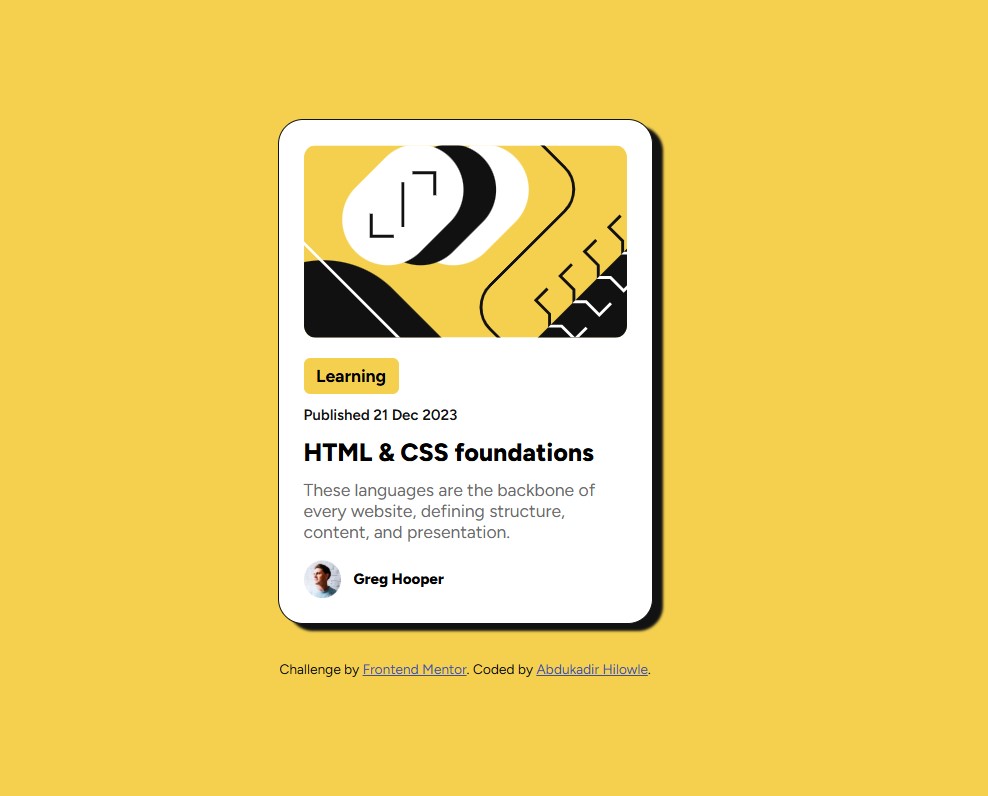 Learning
Published 21 Dec 2023
HTML & CSS foundations
These languages are the backbone of
every website, defining structure,
content, and presentation.
Greg Hooper
Challenge by Frontend Mentor. Coded by Abdukadir Hilowle.